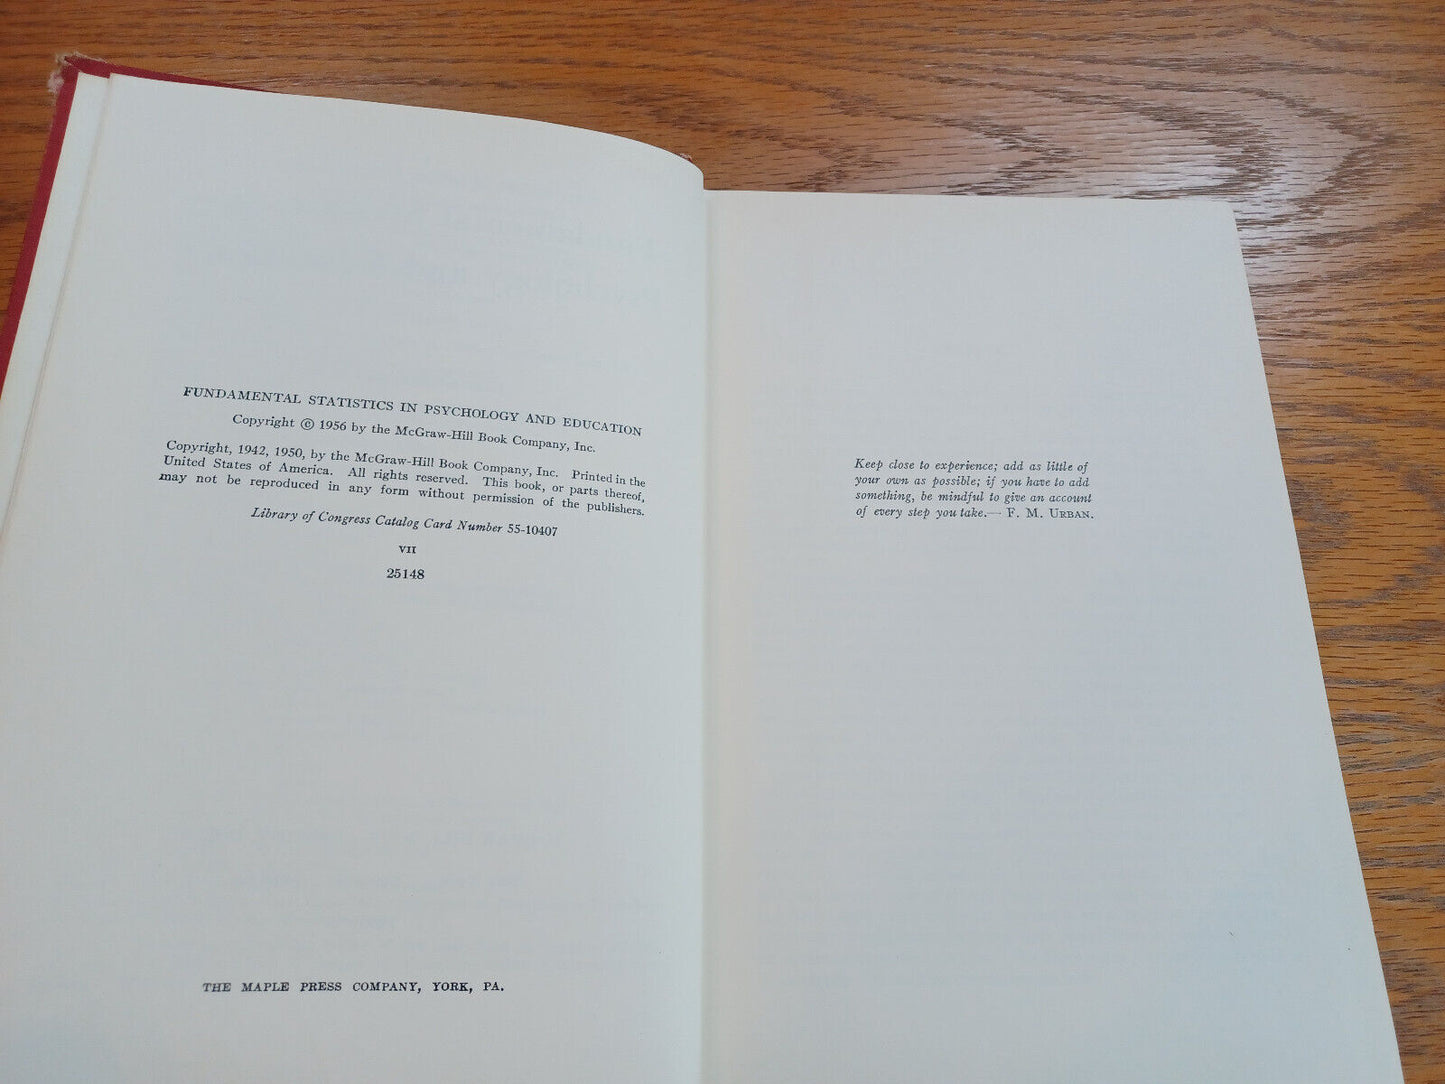 FUNDAMENTAL STATISTICS IN PSYCHOLOGY AND EDUCATION
Copyright © 1956 by the McGraw-Hill Book Company, Inc.
Copyright, 1942, 1950, by the McGraw-Hill Book Company, Inc. Printed in the
United States of America. All rights reserved. This book, or parts thereof,
may not be reproduced in any form without permission of the publishers.
Library of Congress Catalog Card Number 55-10407
VII
25148
THE MAPLE PRESS COMPANY, YORK, PA.
Keep close to experience; add as little of
your own as possible; if you have to add
something, be mindful to give an account
of every step you take.— F. M. URBAN.